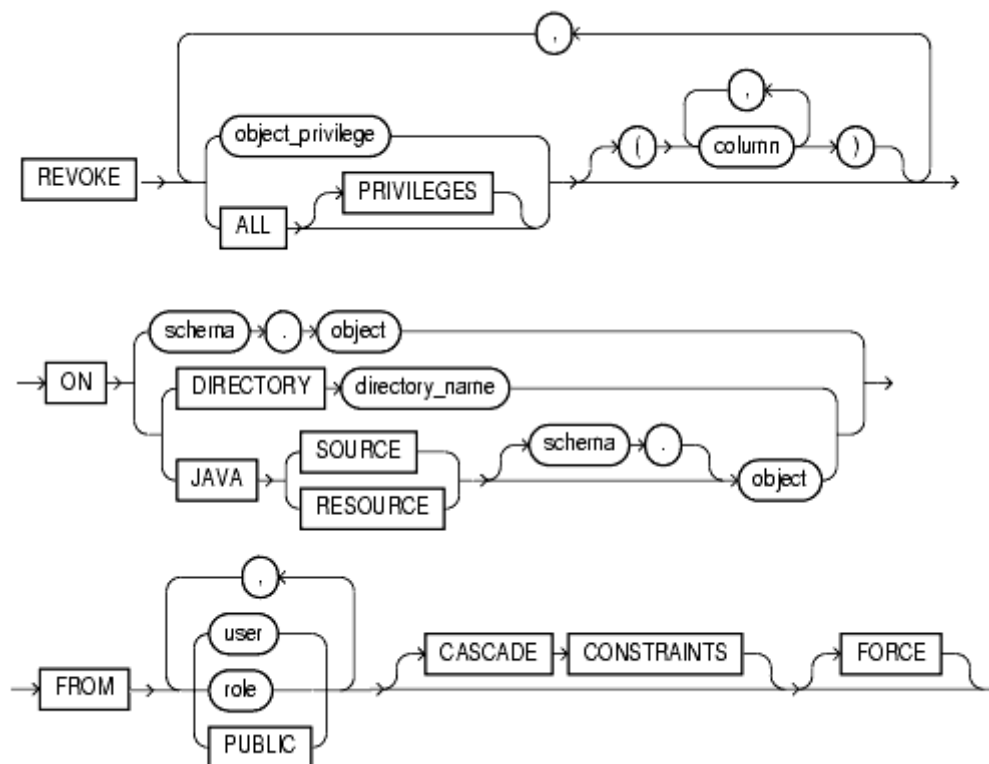 ,
object_privilege
,
( column )
REVOKE
PRIVILEGES
ALL
schema . object
ON
DIRECTORY directory_name
SOURCE
schema .
JAVA
object
RESOURCE
,
user
CASCADE CONSTRAINTS
FORCE
FROM
role
PUBLIC